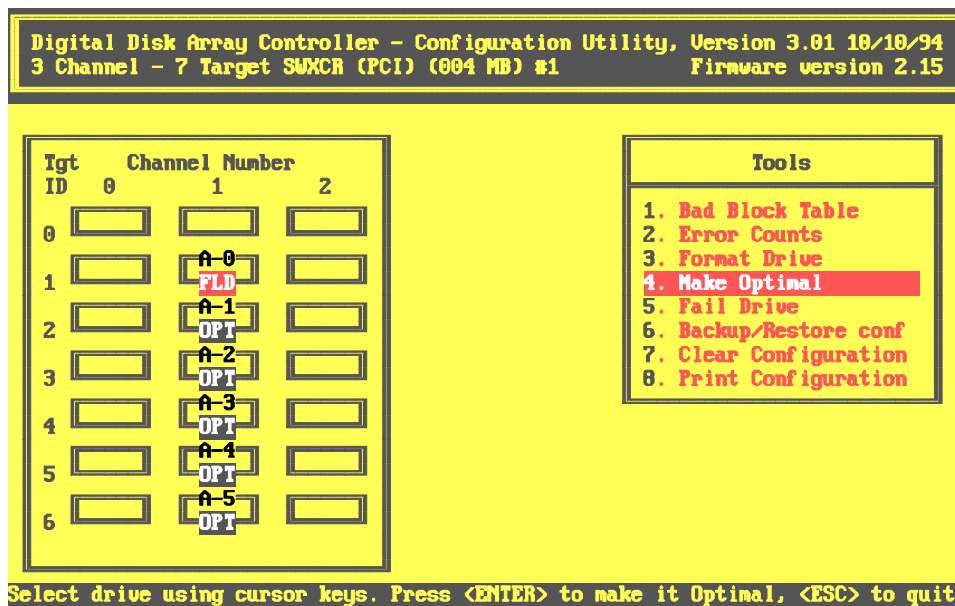 Digital Disk Array Controller - Configuration Utility, Version 3.01 10/10/94
3 Channel - 7 Target SWXCR (PCI) (004 MB) #1 Firmware version 2.15
Tgt Channel Number
ID 0 1 2
0
A-0
1 FLD
A-1
2 OPT
A-2
3 OPT
A-3
4 OPT
A-4
5 OPT
A-5
6 OPT
Tools
1. Bad Block Table
2. Error Counts
3. Format Drive
4. Make Optimal
5. Fail Drive
6. Backup/Restore conf
7. Clear Configuration
8. Print Configuration
Select drive using cursor keys. Press <ENTER> to make it Optimal, <ESC> to quit